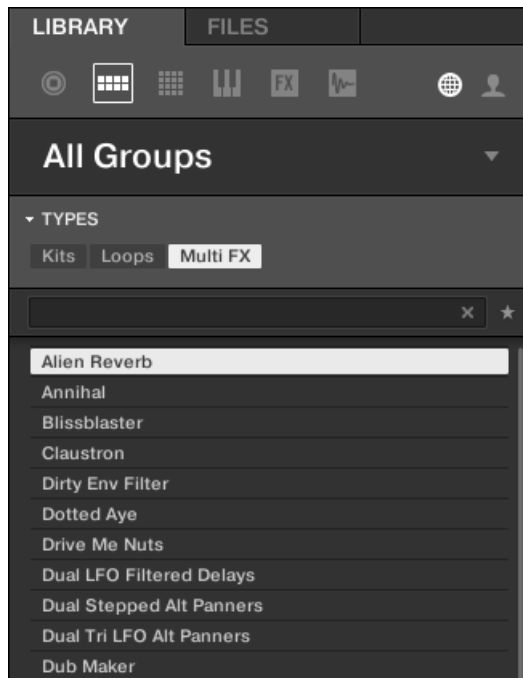 LIBRARY FILES
FX
All Groups
TYPES
Kits Loops Multi FX
Alien Reverb
Annihal
Blissblaster
Claustron
Dirty Env Filter
Dotted Aye
Drive Me Nuts
Dual LFO Filtered Delays
Dual Stepped Alt Panners
Dual Tri LFO Alt Panners
Dub Maker